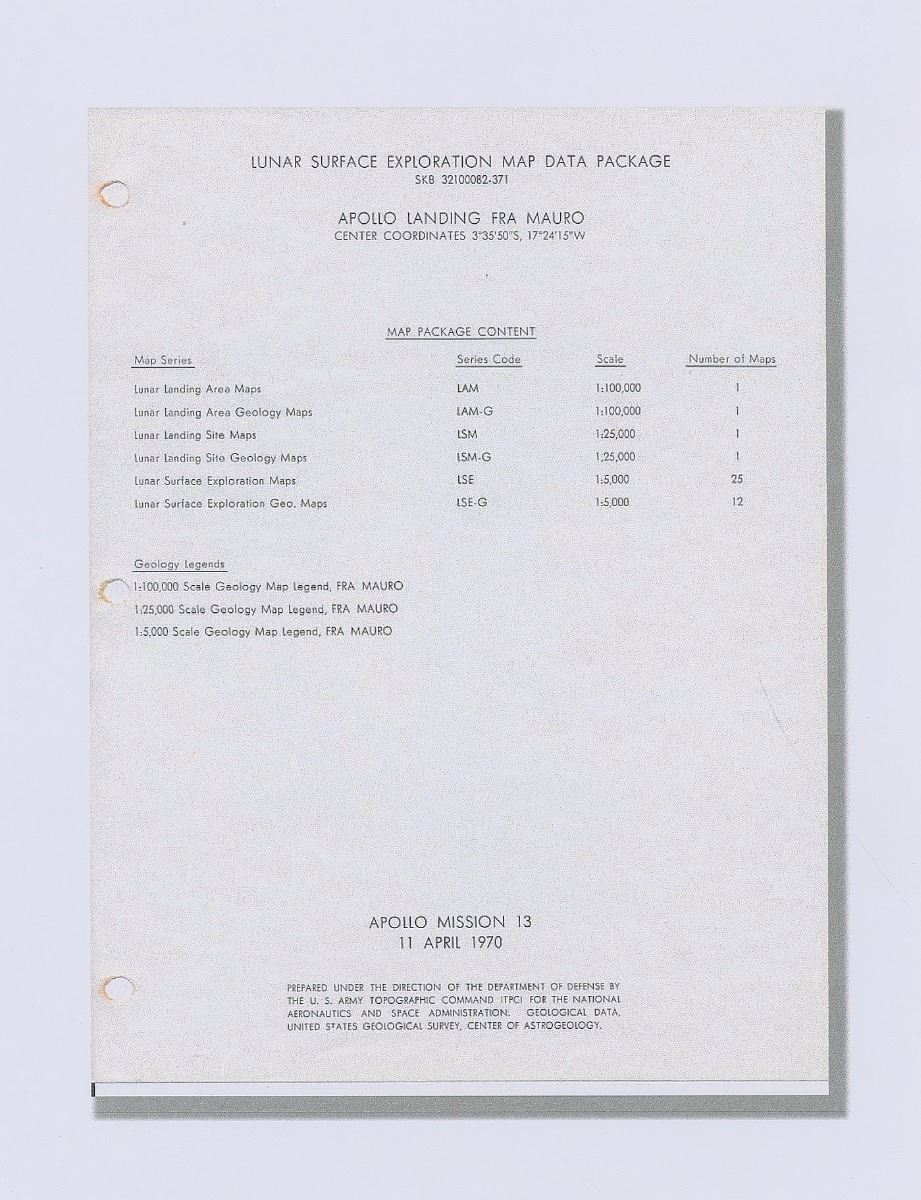 LUNAR SURFACE EXPLORATION MAP DATA PACKAGE
SKB 32100082-371
APOLLO LANDING FRA MAURO
CENTER COORDINATES 3°35'50"S, 17°24'15"W
MAP PACKAGE CONTENT
Map Series Series Code Scale Number of Maps
Lunar Landing Area Maps LAM 1:100,000 1
Lunar Landing Area Geology Maps LAM-G 1:100,000 1
Lunar Landing Site Maps LSM 1:25,000 1
Lunar Landing Site Geology Maps LSM-G 1;25,000 1
Lunar Surface Exploration Maps LSE 1:5,000 25
Lunar Surface Exploration Geo. Maps LSE-G 1:5,000 12
Geology Legends
1:100,000 Scale Geology Map Legend, FRA MAURO
1:25,000 Scale Geology Map Legend, FRA MAURO
1:5,000 Scale Geology Map Legend, FRA MAURO
APOLLO MISSION 13
11 APRIL 1970
PREPARED UNDER THE DIRECTION OF THE DEPARTMENT OF DEFENSE BY
THE U. S. ARMY TOPOGRAPHIC COMMAND (TPC) FOR THE NATIONAL
AERONAUTICS AND SPACE ADMINISTRATION. GEOLOGICAL DATA,
UNITED STATES GEOLOGICAL SURVEY, CENTER OF ASTROGEOLOGY.